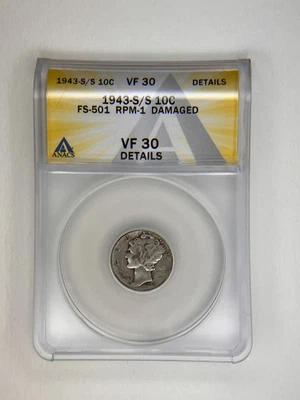 1943-S/S 10C VF 30 DETAILS
1943-S/S 10C
FS-501 RPM-1 DAMAGED
ANACS
VF 30
DETAILS